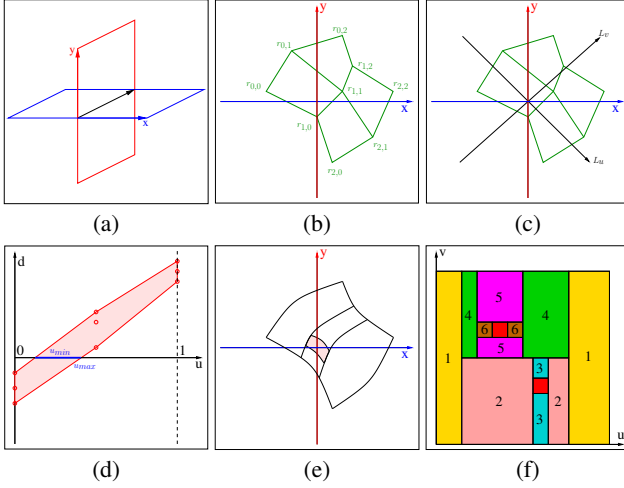 y
x
(a)
y
r0,2
r0,1
r1,2
r0,0
r2,2
r1,1
x
r1,0
r2,1
r2,0
(b)
y
Lv
x
Lu
(c)
d
0
umin
1
umax
u
(d)
y
x
(e)
v
4
5
4
6
6
5
1
1
3
2
2
3
u
(f)